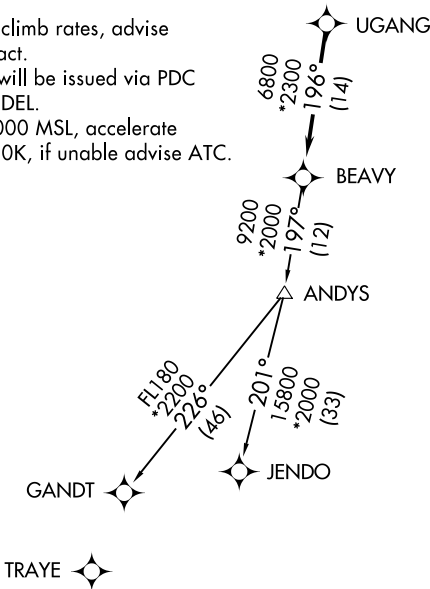 climb rates, advise
act.
will be issued via PDC
DEL.
000 MSL, accelerate
0K, if unable advise ATC.
UGANG
6800
*2300
196°
(14)
BEAVY
9200
*2000
197°
(12)
ANDYS
FL180
*2200
226°
(46)
201°
15800
*2000
(33)
JENDO
GANDT
TRAYE